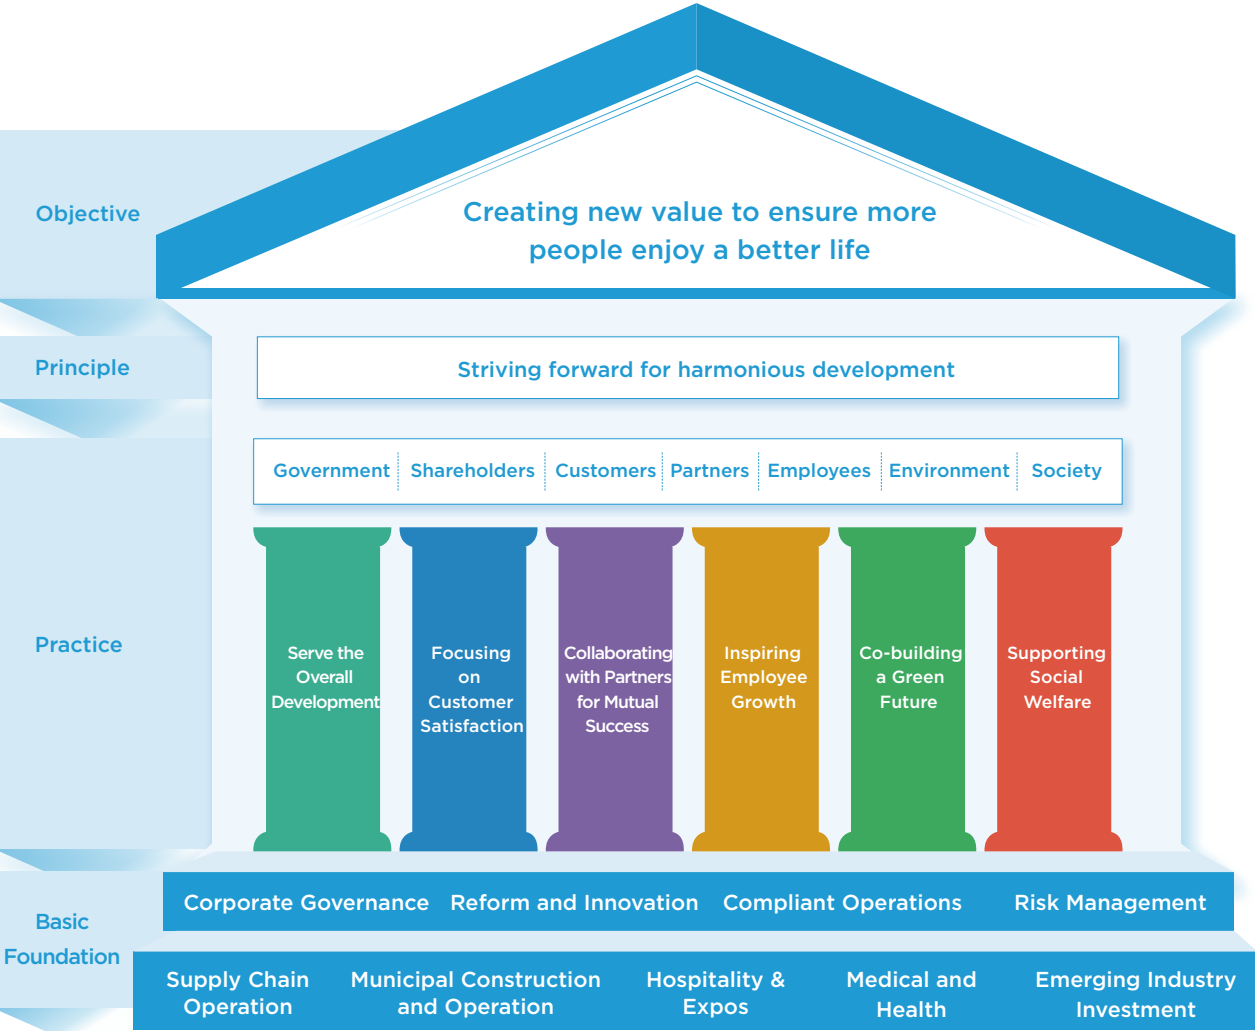 Objective
Creating new value to ensure more
people enjoy a better life
Principle
Striving forward for harmonious development
Government
Shareholders
Customers
Partners
Employees
Environment
Society
Practice
Serve the
Overall
Development
Focusing
on
Customer
Satisfaction
Collaborating
with Partners
for Mutual
Success
Inspiring
Employee
Growth
Co-building
a Green
Future
Supporting
Social
Welfare
Basic
Foundation
Corporate Governance
Reform and Innovation
Compliant Operations
Risk Management
Supply Chain
Operation
Municipal Construction
and Operation
Hospitality &
Expos
Medical and
Health
Emerging Industry
Investment